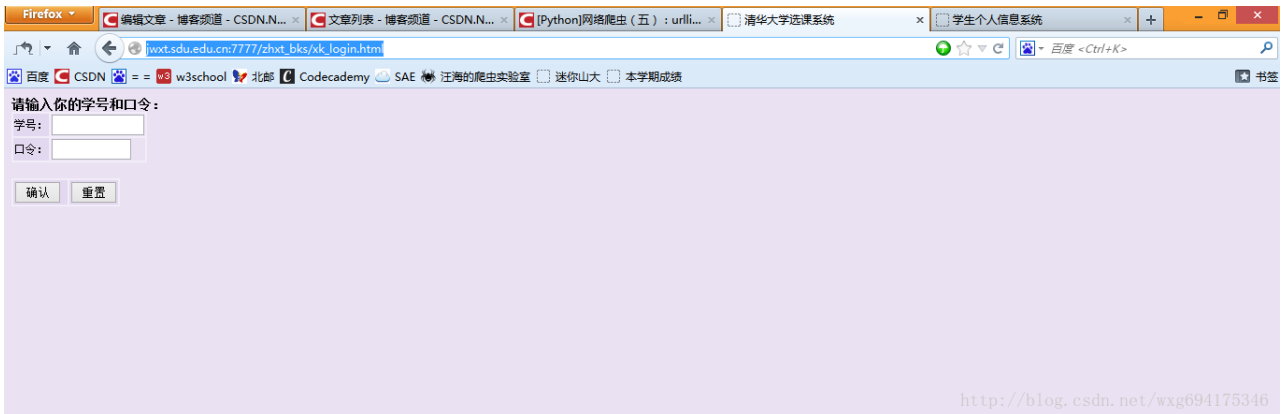 Firefox
编辑文章 - 博客频道 - CSDN.N...
文章列表 - 博客频道 - CSDN.N...
[Python]网络爬虫（五）：urlli...
清华大学选课系统
学生个人信息系统
jwxt.sdu.edu.cn:7777/zhxt_bks/xk_login.html
百度 <Ctrl+K>
百度 CSDN = = w3school 北邮 Codecademy SAE 汪海的爬虫实验室 迷你山大 本学期成绩 书签
请输入你的学号和口令：
学号：
口令：
确认 重置
http://blog.csdn.net/wxg694175346